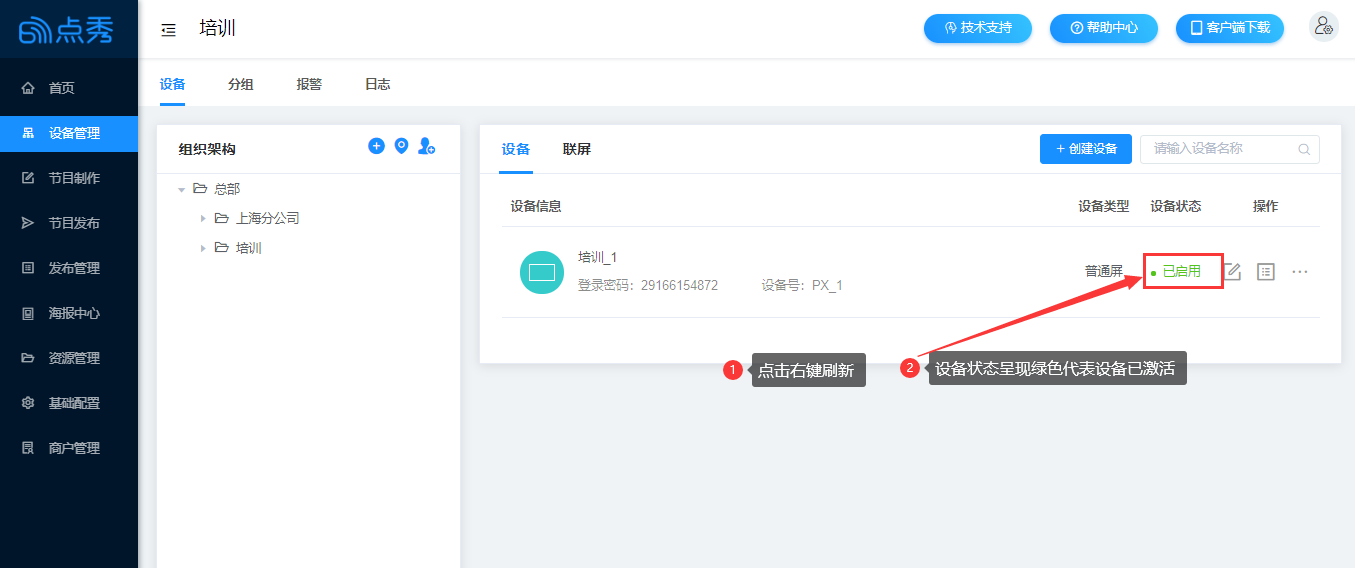 点秀
培训
技术支持
帮助中心
客户端下载
首页
设备管理
节目制作
节目发布
发布管理
海报中心
资源管理
基础配置
商户管理
设备 分组 报警 日志
组织架构
总部
上海分公司
培训
设备 联屏
+ 创建设备
请输入设备名称
设备信息 设备类型 设备状态 操作
培训_1
登录密码：29166154872 设备号：PX_1
普通屏
已启用
1 点击右键刷新
2 设备状态呈现绿色代表设备已激活